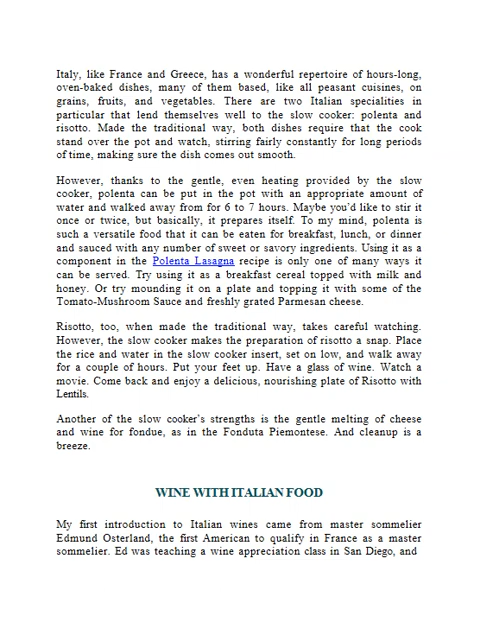 Italy, like France and Greece, has a wonderful repertoire of hours-long,
oven-baked dishes, many of them based, like all peasant cuisines, on
grains, fruits, and vegetables. There are two Italian specialities in
particular that lend themselves well to the slow cooker: polenta and
risotto. Made the traditional way, both dishes require that the cook
stand over the pot and watch, stirring fairly constantly for long periods
of time, making sure the dish comes out smooth.
However, thanks to the gentle, even heating provided by the slow
cooker, polenta can be put in the pot with an appropriate amount of
water and walked away from for 6 to 7 hours. Maybe you’d like to stir it
once or twice, but basically, it prepares itself. To my mind, polenta is
such a versatile food that it can be eaten for breakfast, lunch, or dinner
and sauced with any number of sweet or savory ingredients. Using it as a
component in the Polenta Lasagna recipe is only one of many ways it
can be served. Try using it as a breakfast cereal topped with milk and
honey. Or try mounding it on a plate and topping it with some of the
Tomato-Mushroom Sauce and freshly grated Parmesan cheese.
Risotto, too, when made the traditional way, takes careful watching.
However, the slow cooker makes the preparation of risotto a snap. Place
the rice and water in the slow cooker insert, set on low, and walk away
for a couple of hours. Put your feet up. Have a glass of wine. Watch a
movie. Come back and enjoy a delicious, nourishing plate of Risotto with
Lentils.
Another of the slow cooker’s strengths is the gentle melting of cheese
and wine for fondue, as in the Fonduta Piemontese. And cleanup is a
breeze.
WINE WITH ITALIAN FOOD
My first introduction to Italian wines came from master sommelier
Edmund Osterland, the first American to qualify in France as a master
sommelier. Ed was teaching a wine appreciation class in San Diego, and